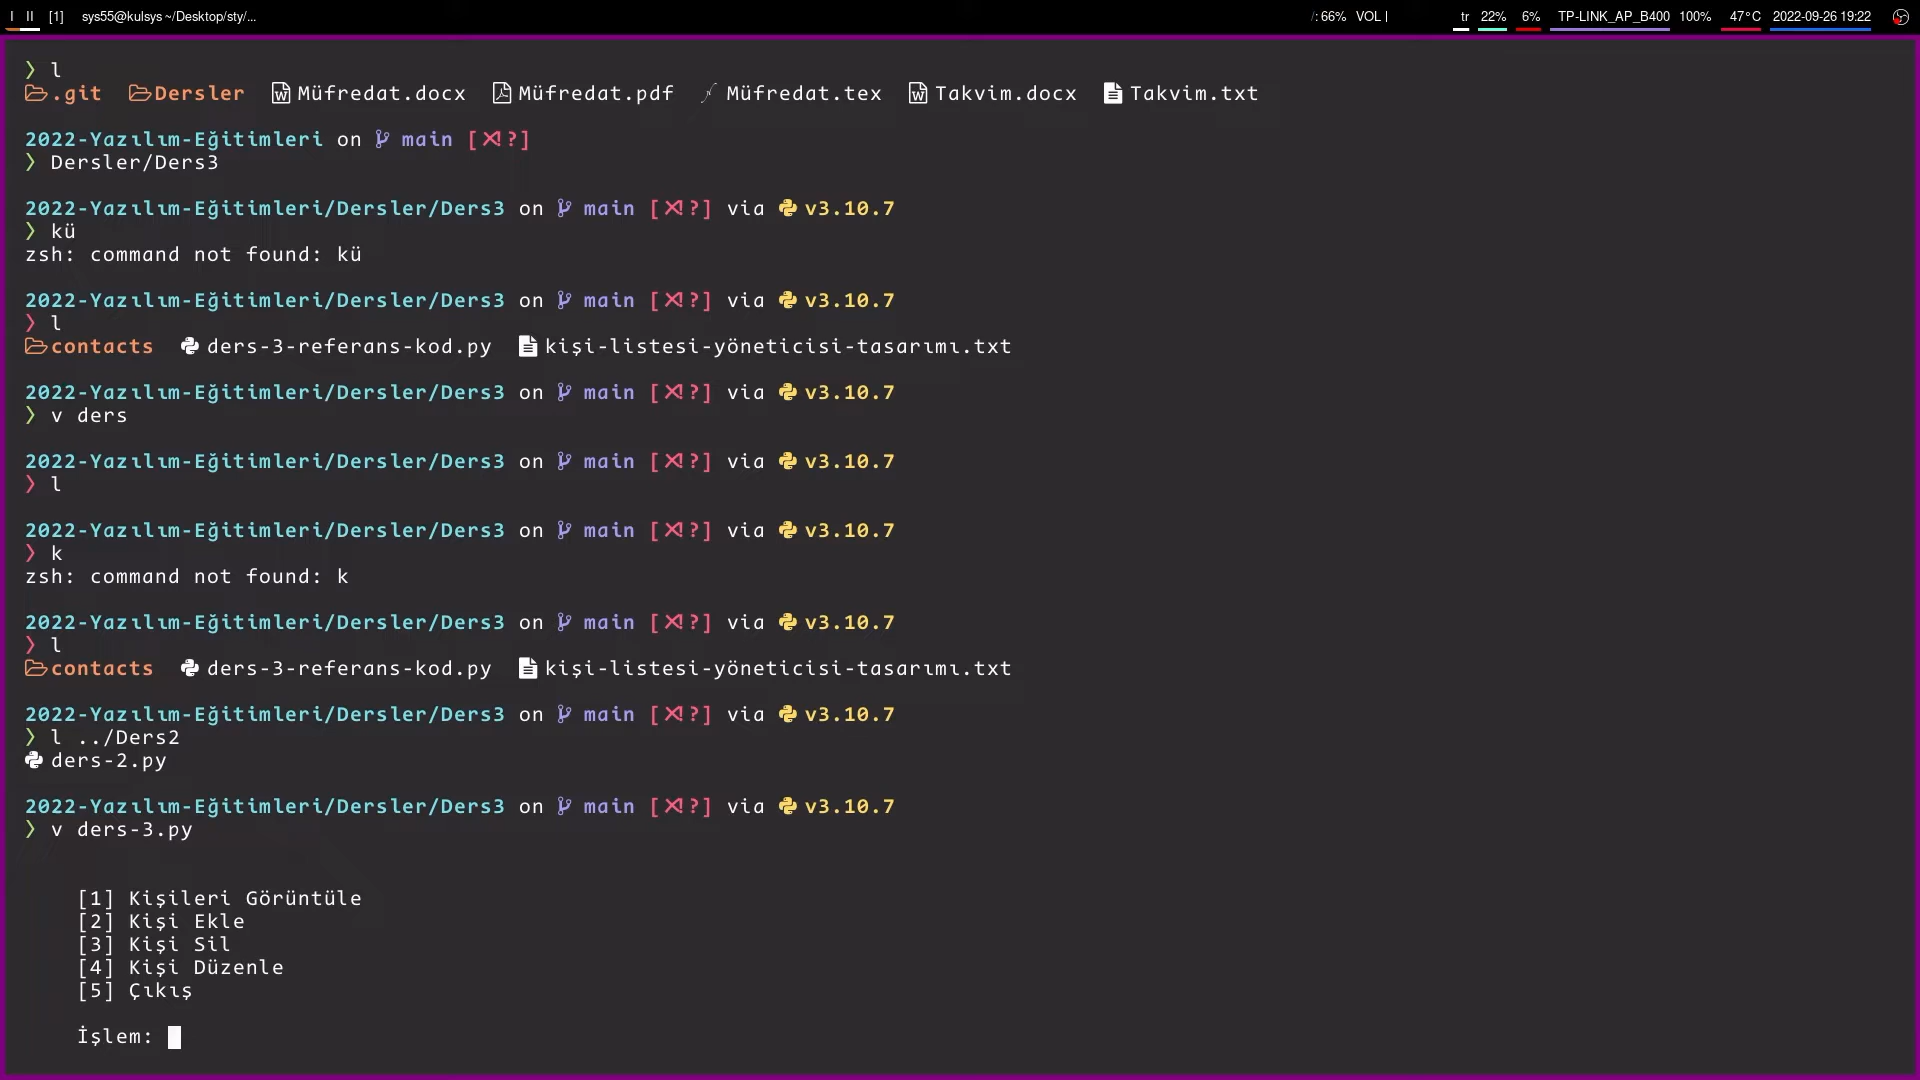 I II [1] sys55@kulsys ~/Desktop/sty/... /: 66% VOL | tr 22% 6% TP-LINK_AP_B400 100% 47°C 2022-09-26 19:22
❯ l
.git Dersler Müfredat.docx Müfredat.pdf Müfredat.tex Takvim.docx Takvim.txt
2022-Yazılım-Eğitimleri on main [✘!?]
❯ Dersler/Ders3
2022-Yazılım-Eğitimleri/Dersler/Ders3 on main [✘!?] via v3.10.7
❯ kü
zsh: command not found: kü
2022-Yazılım-Eğitimleri/Dersler/Ders3 on main [✘!?] via v3.10.7
❯ l
contacts ders-3-referans-kod.py kişi-listesi-yöneticisi-tasarımı.txt
2022-Yazılım-Eğitimleri/Dersler/Ders3 on main [✘!?] via v3.10.7
❯ v ders
2022-Yazılım-Eğitimleri/Dersler/Ders3 on main [✘!?] via v3.10.7
❯ l
2022-Yazılım-Eğitimleri/Dersler/Ders3 on main [✘!?] via v3.10.7
❯ k
zsh: command not found: k
2022-Yazılım-Eğitimleri/Dersler/Ders3 on main [✘!?] via v3.10.7
❯ l
contacts ders-3-referans-kod.py kişi-listesi-yöneticisi-tasarımı.txt
2022-Yazılım-Eğitimleri/Dersler/Ders3 on main [✘!?] via v3.10.7
❯ l ../Ders2
ders-2.py
2022-Yazılım-Eğitimleri/Dersler/Ders3 on main [✘!?] via v3.10.7
❯ v ders-3.py
[1] Kişileri Görüntüle
[2] Kişi Ekle
[3] Kişi Sil
[4] Kişi Düzenle
[5] Çıkış
İşlem: